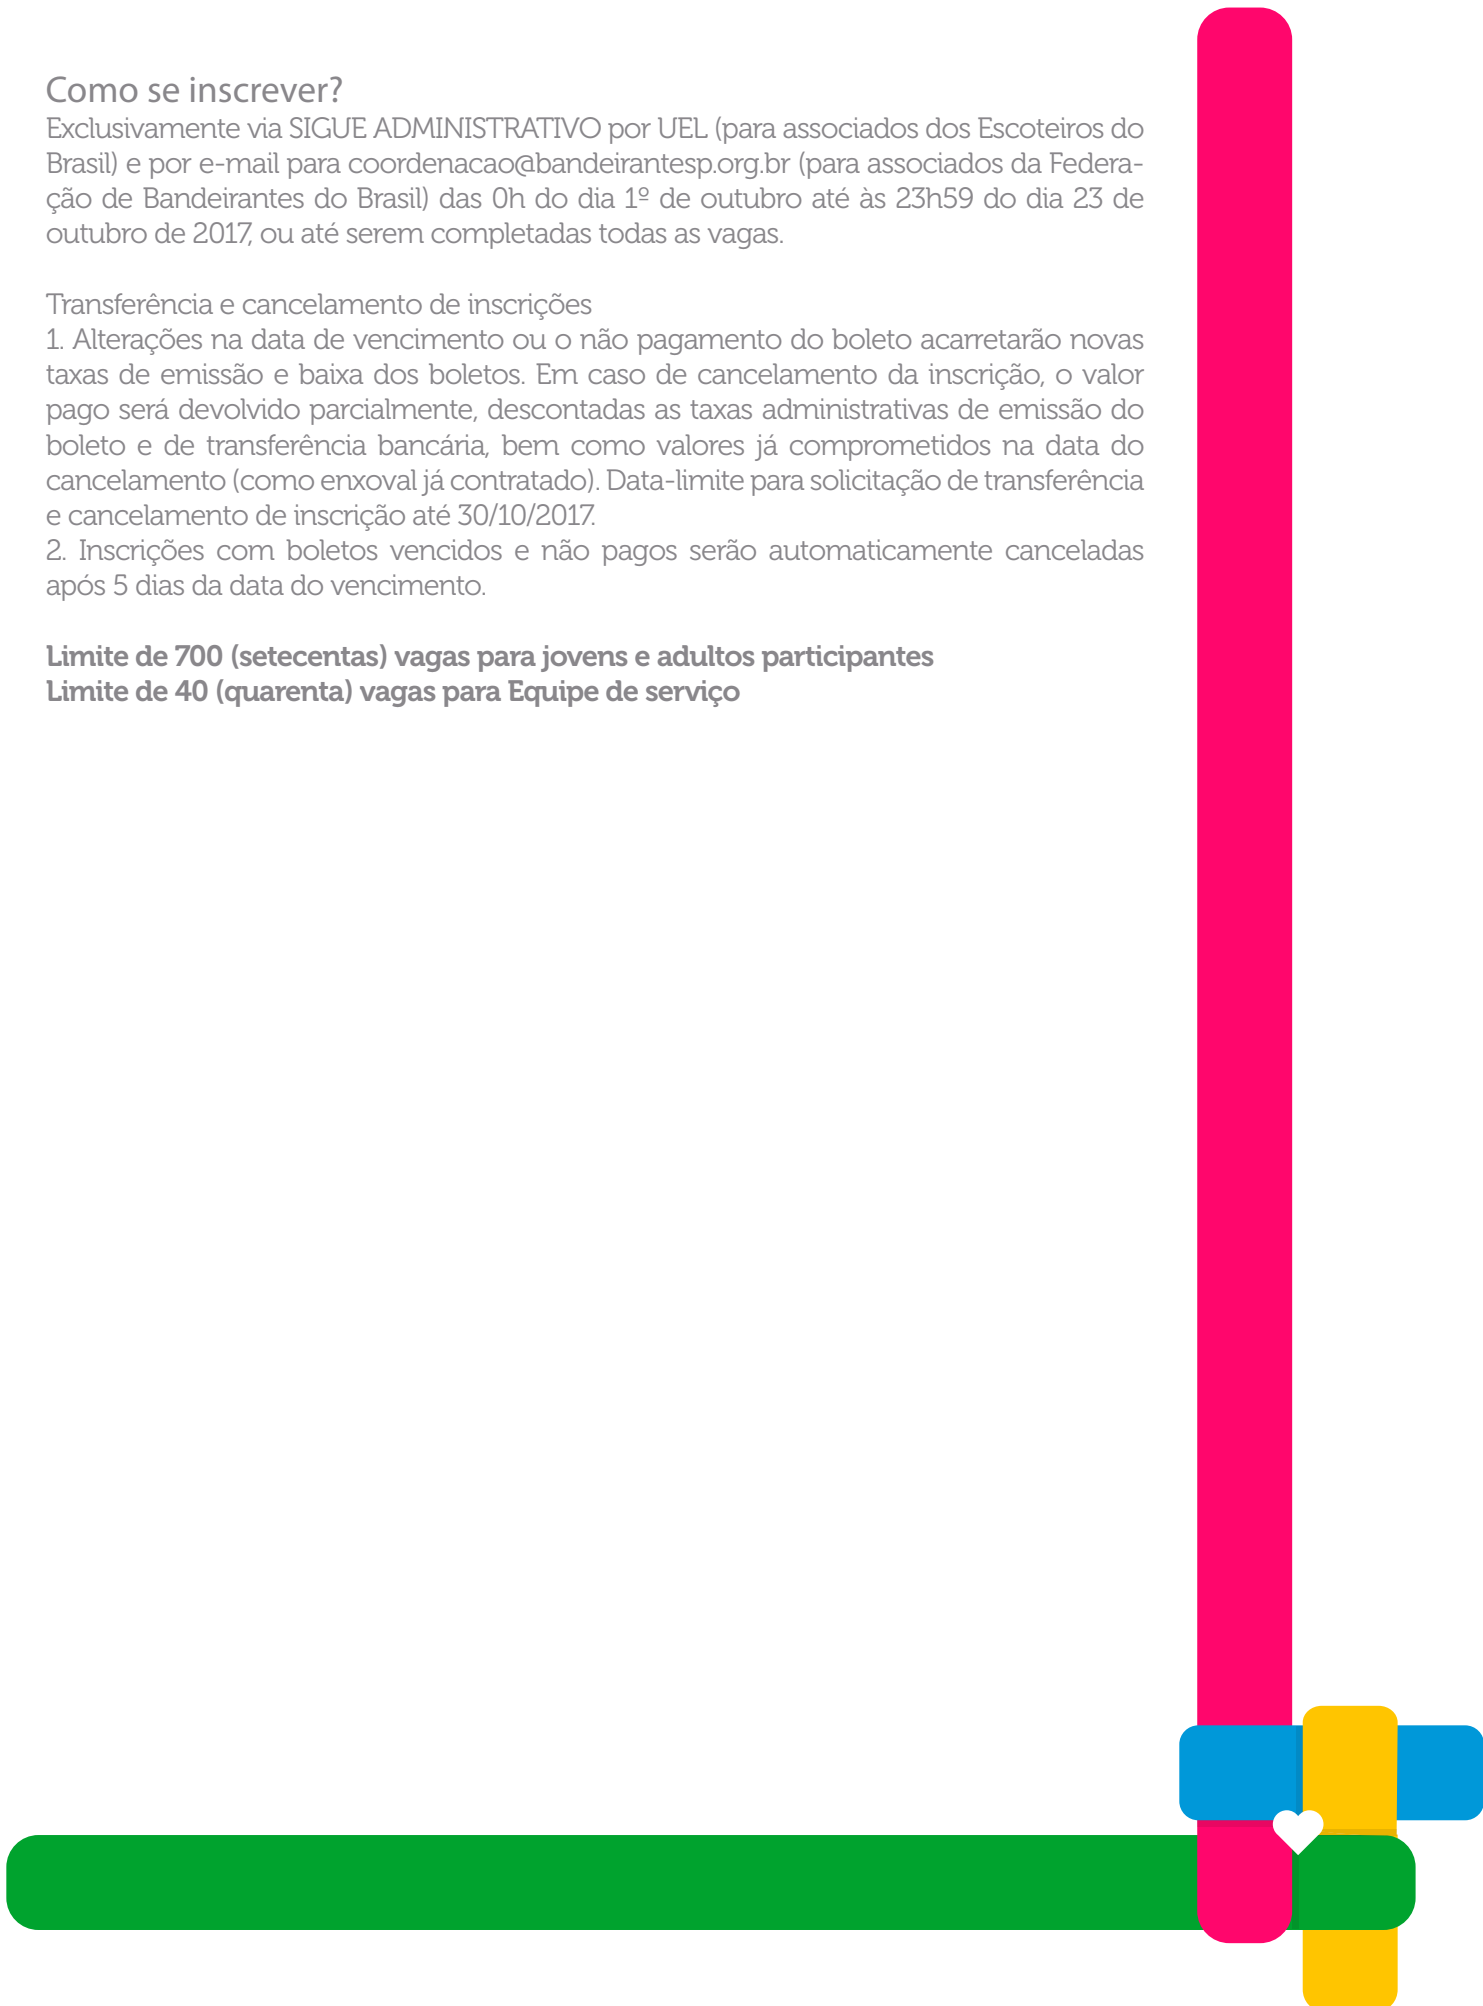 Como se inscrever?
Exclusivamente via SIGUE ADMINISTRATIVO por UEL (para associados dos Escoteiros do
Brasil) e por e-mail para coordenacao@bandeirantesp.org.br (para associados da Federa-
ção de Bandeirantes do Brasil) das 0h do dia 1º de outubro até às 23h59 do dia 23 de
outubro de 2017, ou até serem completadas todas as vagas.
Transferência e cancelamento de inscrições
1. Alterações na data de vencimento ou o não pagamento do boleto acarretarão novas
taxas de emissão e baixa dos boletos. Em caso de cancelamento da inscrição, o valor
pago será devolvido parcialmente, descontadas as taxas administrativas de emissão do
boleto e de transferência bancária, bem como valores já comprometidos na data do
cancelamento (como enxoval já contratado). Data-limite para solicitação de transferência
e cancelamento de inscrição até 30/10/2017.
2. Inscrições com boletos vencidos e não pagos serão automaticamente canceladas
após 5 dias da data do vencimento.
Limite de 700 (setecentas) vagas para jovens e adultos participantes
Limite de 40 (quarenta) vagas para Equipe de serviço